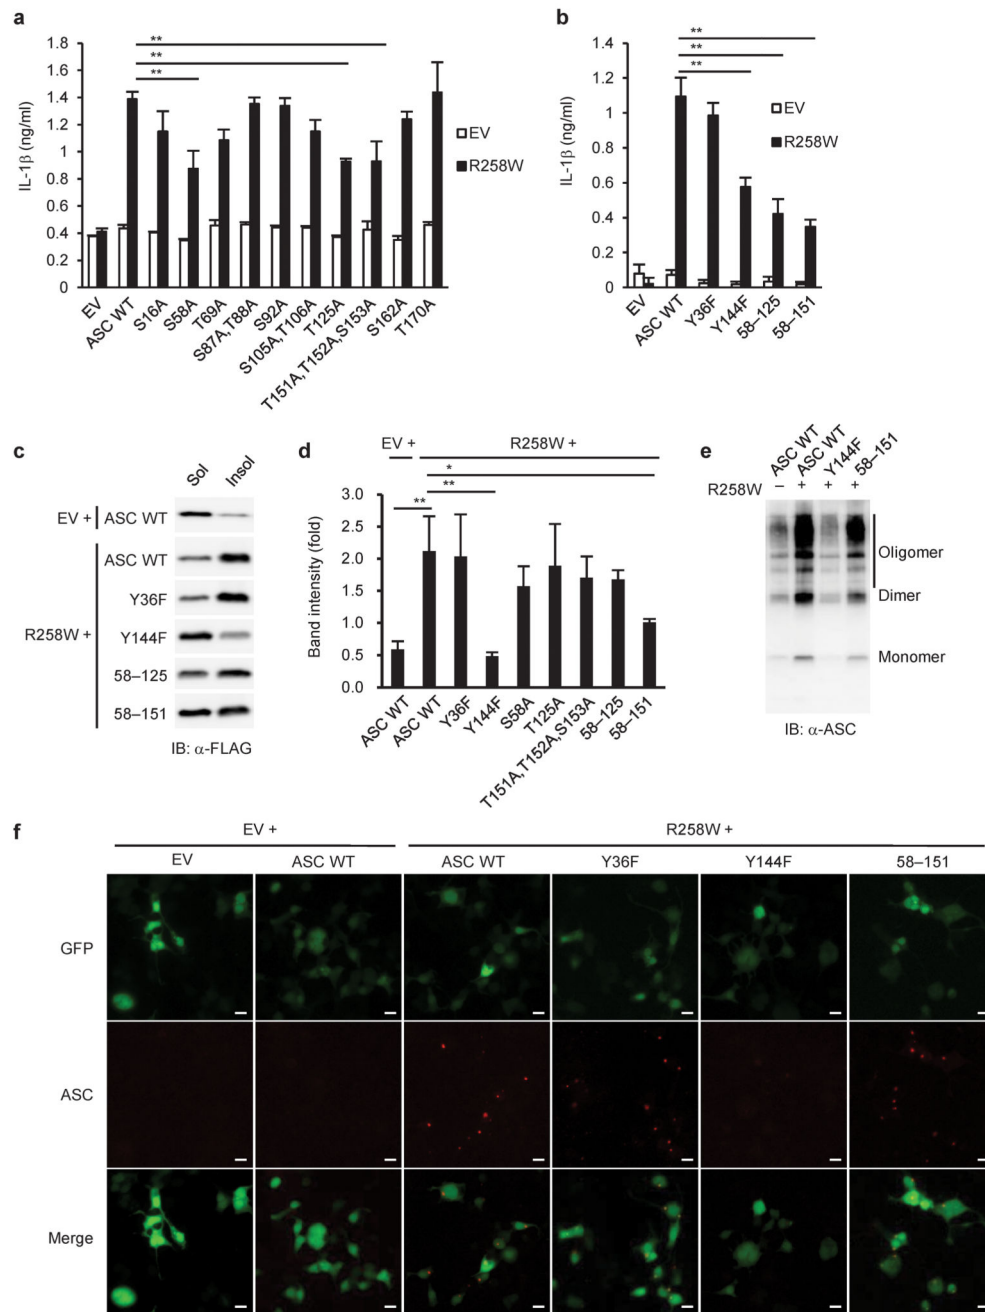 a
**
**
**
IL-1β (ng/ml)
1.8
1.6
1.4
1.2
1
0.8
0.6
0.4
0.2
0
EV
R258W
EV
ASC WT
S16A
S58A
T69A
S87A,T88A
S92A
S105A,T106A
T125A
T151A,T152A,S153A
S162A
T170A
b
**
**
**
IL-1β (ng/ml)
1.4
1.2
1
0.8
0.6
0.4
0.2
0
EV
R258W
EV
ASC WT
Y36F
Y144F
58–125
58–151
c
Sol
Insol
EV +
ASC WT
R258W +
ASC WT
Y36F
Y144F
58–125
58–151
IB: α-FLAG
d
EV +
R258W +
*
**
**
Band intensity (fold)
3.0
2.5
2.0
1.5
1.0
0.5
0.0
ASC WT
ASC WT
Y36F
Y144F
S58A
T125A
T151A,T152A,S153A
58–125
58–151
e
ASC WT
ASC WT
Y144F
58–151
R258W – + + +
Oligomer
Dimer
Monomer
IB: α-ASC
f
EV +
R258W +
EV
ASC WT
ASC WT
Y36F
Y144F
58–151
GFP
ASC
Merge